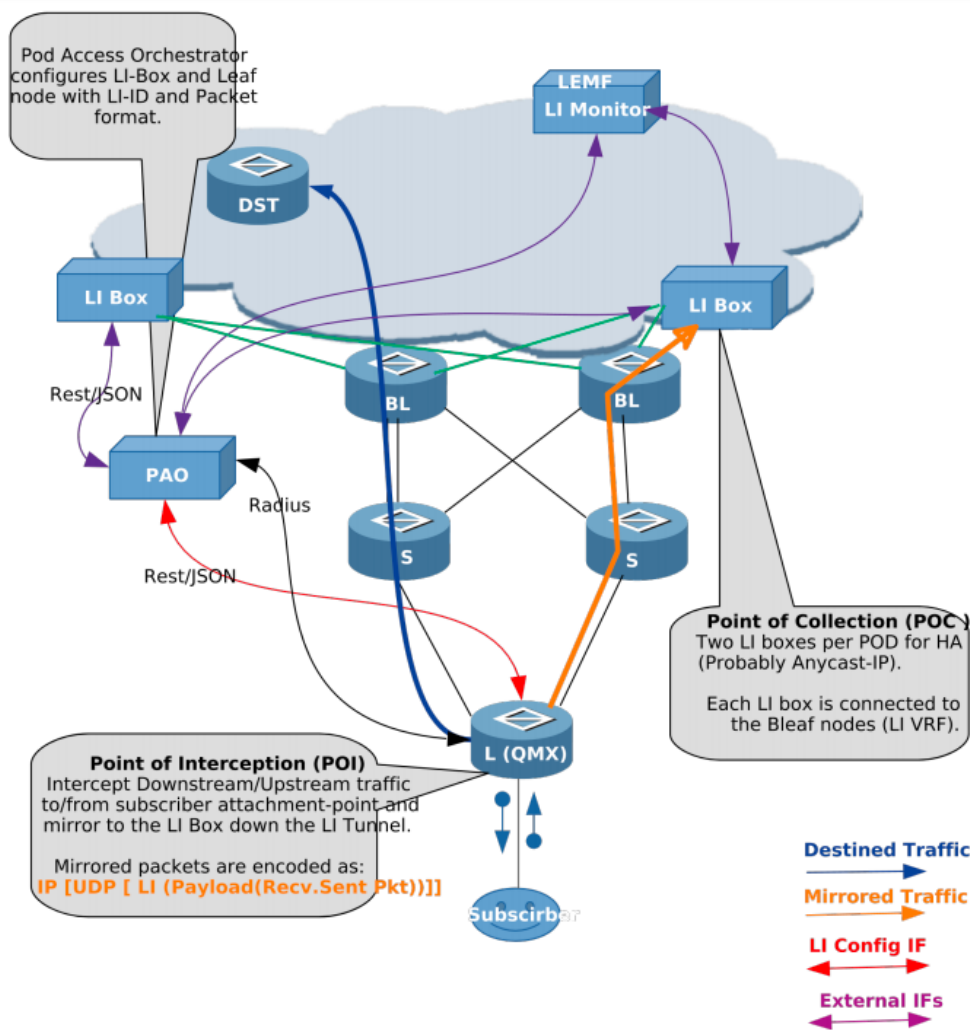 Pod Access Orchestrator
configures LI-Box and Leaf
node with LI-ID and Packet
format.
LEMF
LI Monitor
DST
LI Box
LI Box
Rest/JSON
BL
BL
PAO
Radius
S
S
Rest/JSON
Point of Collection (POC )
Two LI boxes per POD for HA
(Probably Anycast-IP).
Each LI box is connected to
the Bleaf nodes (LI VRF).
L (QMX)
Point of Interception (POI)
Intercept Downstream/Upstream traffic
to/from subscriber attachment-point and
mirror to the LI Box down the LI Tunnel.
Mirrored packets are encoded as:
IP [UDP [ LI (Payload(Recv.Sent Pkt))]]
Subscirber
Destined Traffic
Mirrored Traffic
LI Config IF
External IFs